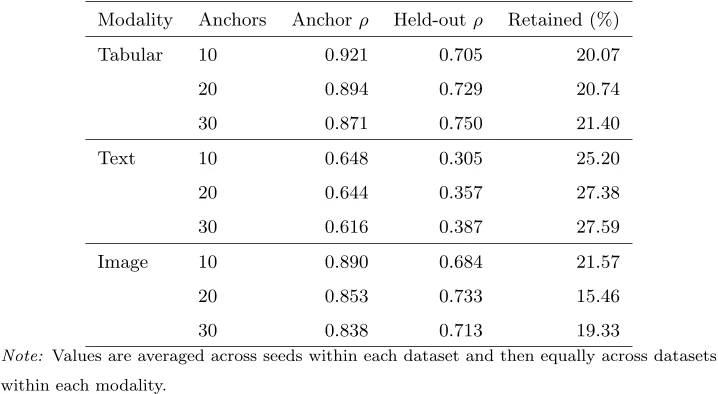 Modality Anchors Anchor ρ Held-out ρ Retained (%)
Tabular 10 0.921 0.705 20.07
20 0.894 0.729 20.74
30 0.871 0.750 21.40
Text 10 0.648 0.305 25.20
20 0.644 0.357 27.38
30 0.616 0.387 27.59
Image 10 0.890 0.684 21.57
20 0.853 0.733 15.46
30 0.838 0.713 19.33
Note: Values are averaged across seeds within each dataset and then equally across datasets
within each modality.